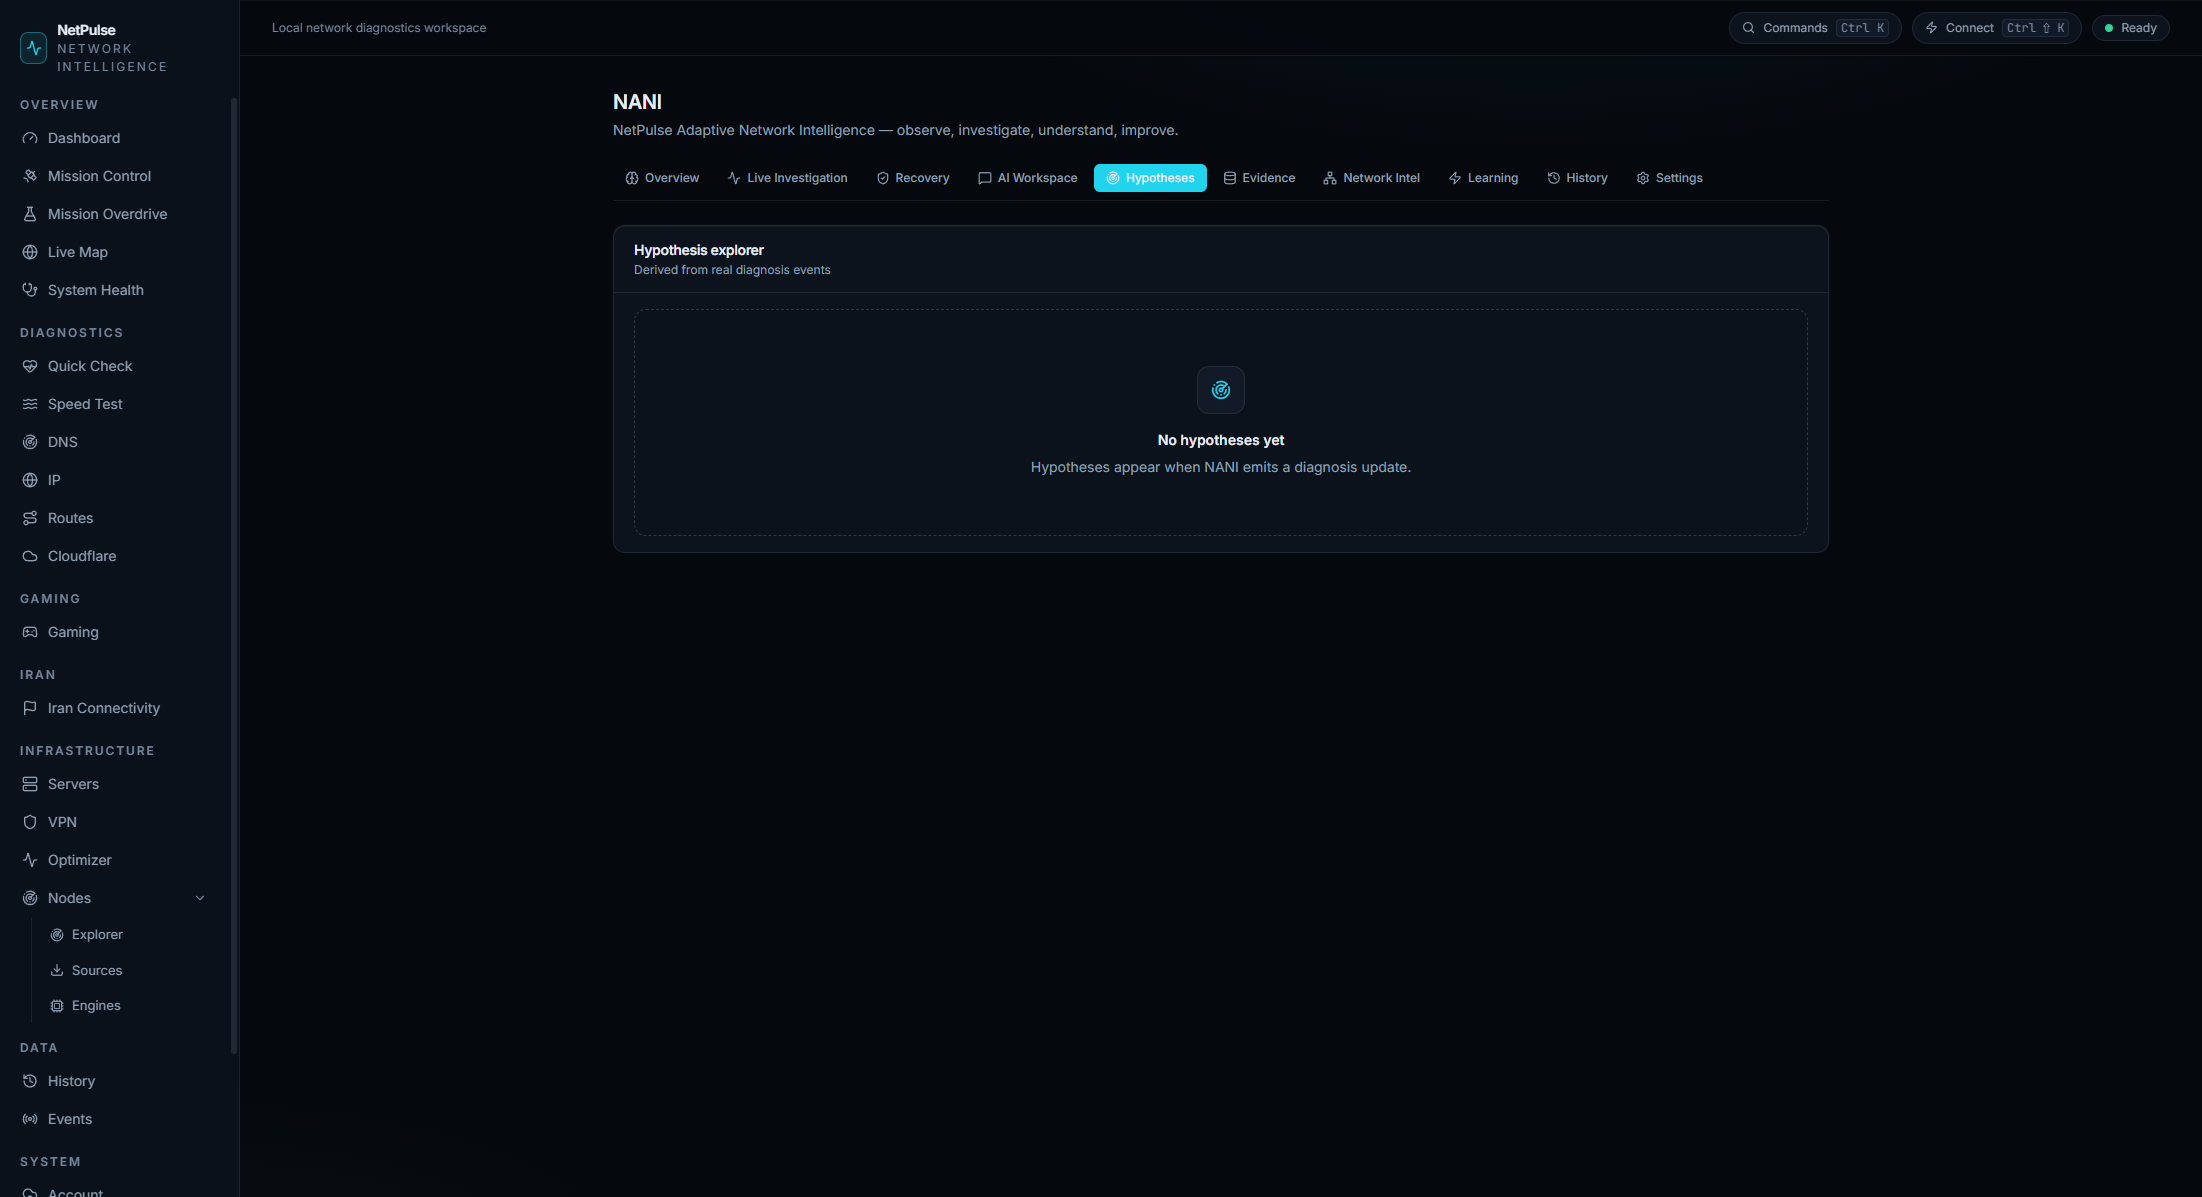 NetPulse
NETWORK
INTELLIGENCE
OVERVIEW
Dashboard
Mission Control
Mission Overdrive
Live Map
System Health
DIAGNOSTICS
Quick Check
Speed Test
DNS
IP
Routes
Cloudflare
GAMING
Gaming
IRAN
Iran Connectivity
INFRASTRUCTURE
Servers
VPN
Optimizer
Nodes
Explorer
Sources
Engines
DATA
History
Events
SYSTEM
Account
Local network diagnostics workspace
Commands Ctrl K
Connect Ctrl ⇧ K
Ready
NANI
NetPulse Adaptive Network Intelligence — observe, investigate, understand, improve.
Overview Live Investigation Recovery AI Workspace Hypotheses Evidence Network Intel Learning History Settings
Hypothesis explorer
Derived from real diagnosis events
No hypotheses yet
Hypotheses appear when NANI emits a diagnosis update.